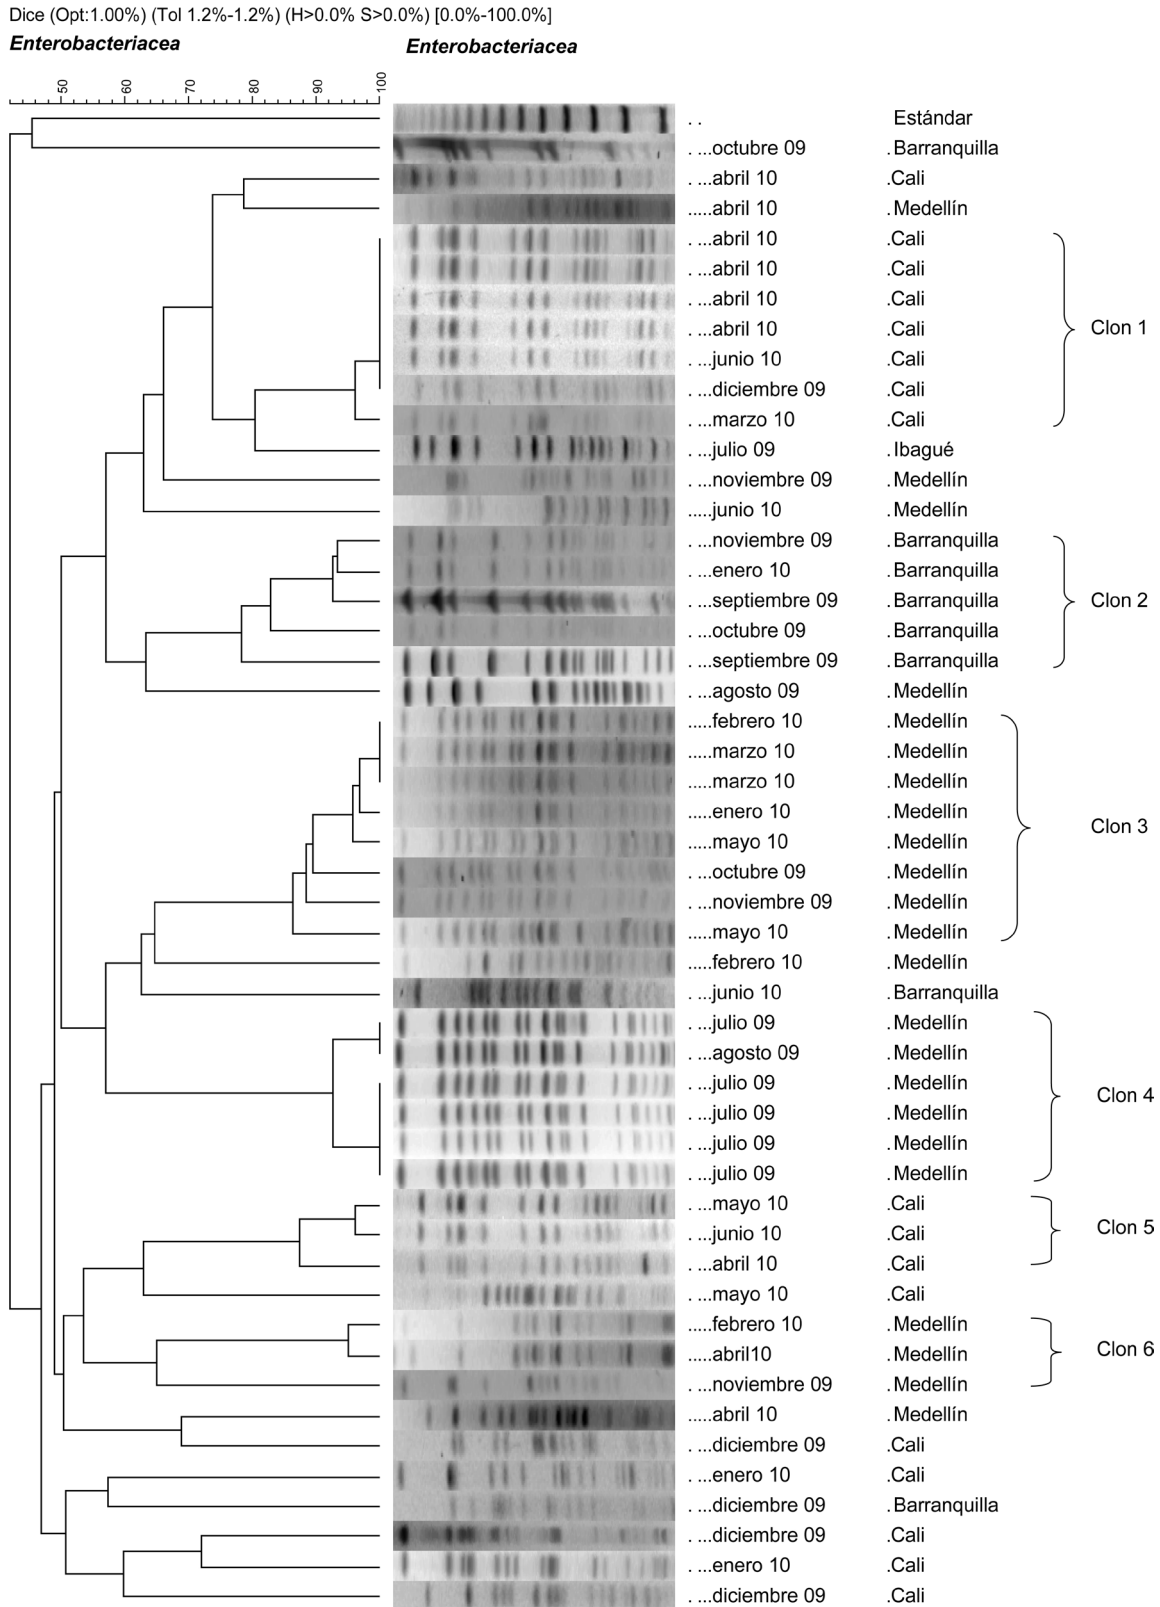 Dice (Opt:1.00%) (Tol 1.2%-1.2%) (H>0.0% S>0.0%) [0.0%-100.0%]
Enterobacteriacea Enterobacteriacea
50 60 70 80 90 100
. . Estándar
. ...octubre 09 .Barranquilla
. ...abril 10 .Cali
.....abril 10 .Medellín
. ...abril 10 .Cali
. ...abril 10 .Cali
. ...abril 10 .Cali
. ...abril 10 .Cali Clon 1
. ...junio 10 .Cali
. ...diciembre 09 .Cali
. ...marzo 10 .Cali
. ...julio 09 .Ibagué
. ...noviembre 09 .Medellín
.....junio 10 .Medellín
. ...noviembre 09 .Barranquilla
. ...enero 10 .Barranquilla
. ...septiembre 09 .Barranquilla Clon 2
. ...octubre 09 .Barranquilla
. ...septiembre 09 .Barranquilla
. ...agosto 09 .Medellín
.....febrero 10 .Medellín
.....marzo 10 .Medellín
.....marzo 10 .Medellín
.....enero 10 .Medellín Clon 3
.....mayo 10 .Medellín
. ...octubre 09 .Medellín
. ...noviembre 09 .Medellín
.....mayo 10 .Medellín
.....febrero 10 .Medellín
. ...junio 10 .Barranquilla
. ...julio 09 .Medellín
. ...agosto 09 .Medellín
. ...julio 09 .Medellín Clon 4
. ...julio 09 .Medellín
. ...julio 09 .Medellín
. ...julio 09 .Medellín
. ...mayo 10 .Cali
. ...junio 10 .Cali Clon 5
. ...abril 10 .Cali
. ...mayo 10 .Cali
.....febrero 10 .Medellín
.....abril10 .Medellín Clon 6
. ...noviembre 09 .Medellín
.....abril 10 .Medellín
. ...diciembre 09 .Cali
. ...enero 10 .Cali
. ...diciembre 09 .Barranquilla
. ...diciembre 09 .Cali
. ...enero 10 .Cali
. ...diciembre 09 .Cali